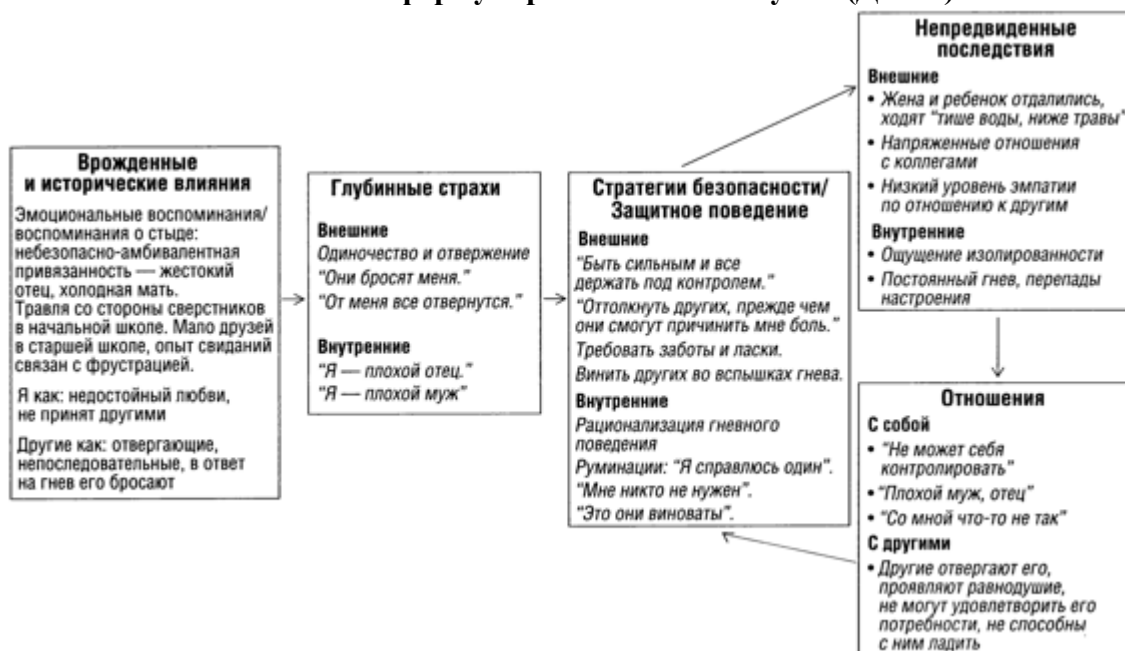 Врожденные
и исторические влияния
Эмоциональные воспоминания/
воспоминания о стыде:
небезопасно-амбивалентная
привязанность — жестокий
отец, холодная мать.
Травля со стороны сверстников
в начальной школе. Мало друзей
в старшей школе, опыт свиданий
связан с фрустрацией.
Я как: недостойный любви,
не принят другими
Другие как: отвергающие,
непоследовательные, в ответ
на гнев его бросают
Глубинные страхи
Внешние
Одиночество и отвержение
“Они бросят меня.”
“От меня все отвернутся.”
Внутренние
“Я — плохой отец.”
“Я — плохой муж”
Стратегии безопасности/
Защитное поведение
Внешние
“Быть сильным и все
держать под контролем.”
“Оттолкнуть других, прежде чем
они смогут причинить мне боль.”
Требовать заботы и ласки.
Винить других во вспышках гнева.
Внутренние
Рационализация гневного
поведения
Руминации: “Я справлюсь один”.
“Мне никто не нужен”.
“Это они виноваты”.
Непредвиденные
последствия
Внешние
• Жена и ребенок отдалились,
ходят “тише воды, ниже травы”
• Напряженные отношения
с коллегами
• Низкий уровень эмпатии
по отношению к другим
Внутренние
• Ощущение изолированности
• Постоянный гнев, перепады
настроения
Отношения
С собой
• “Не может себя
контролировать”
• “Плохой муж, отец”
• “Со мной что-то не так”
С другими
• Другие отвергают его,
проявляют равнодушие,
не могут удовлетворить его
потребности, не способны
с ним ладить